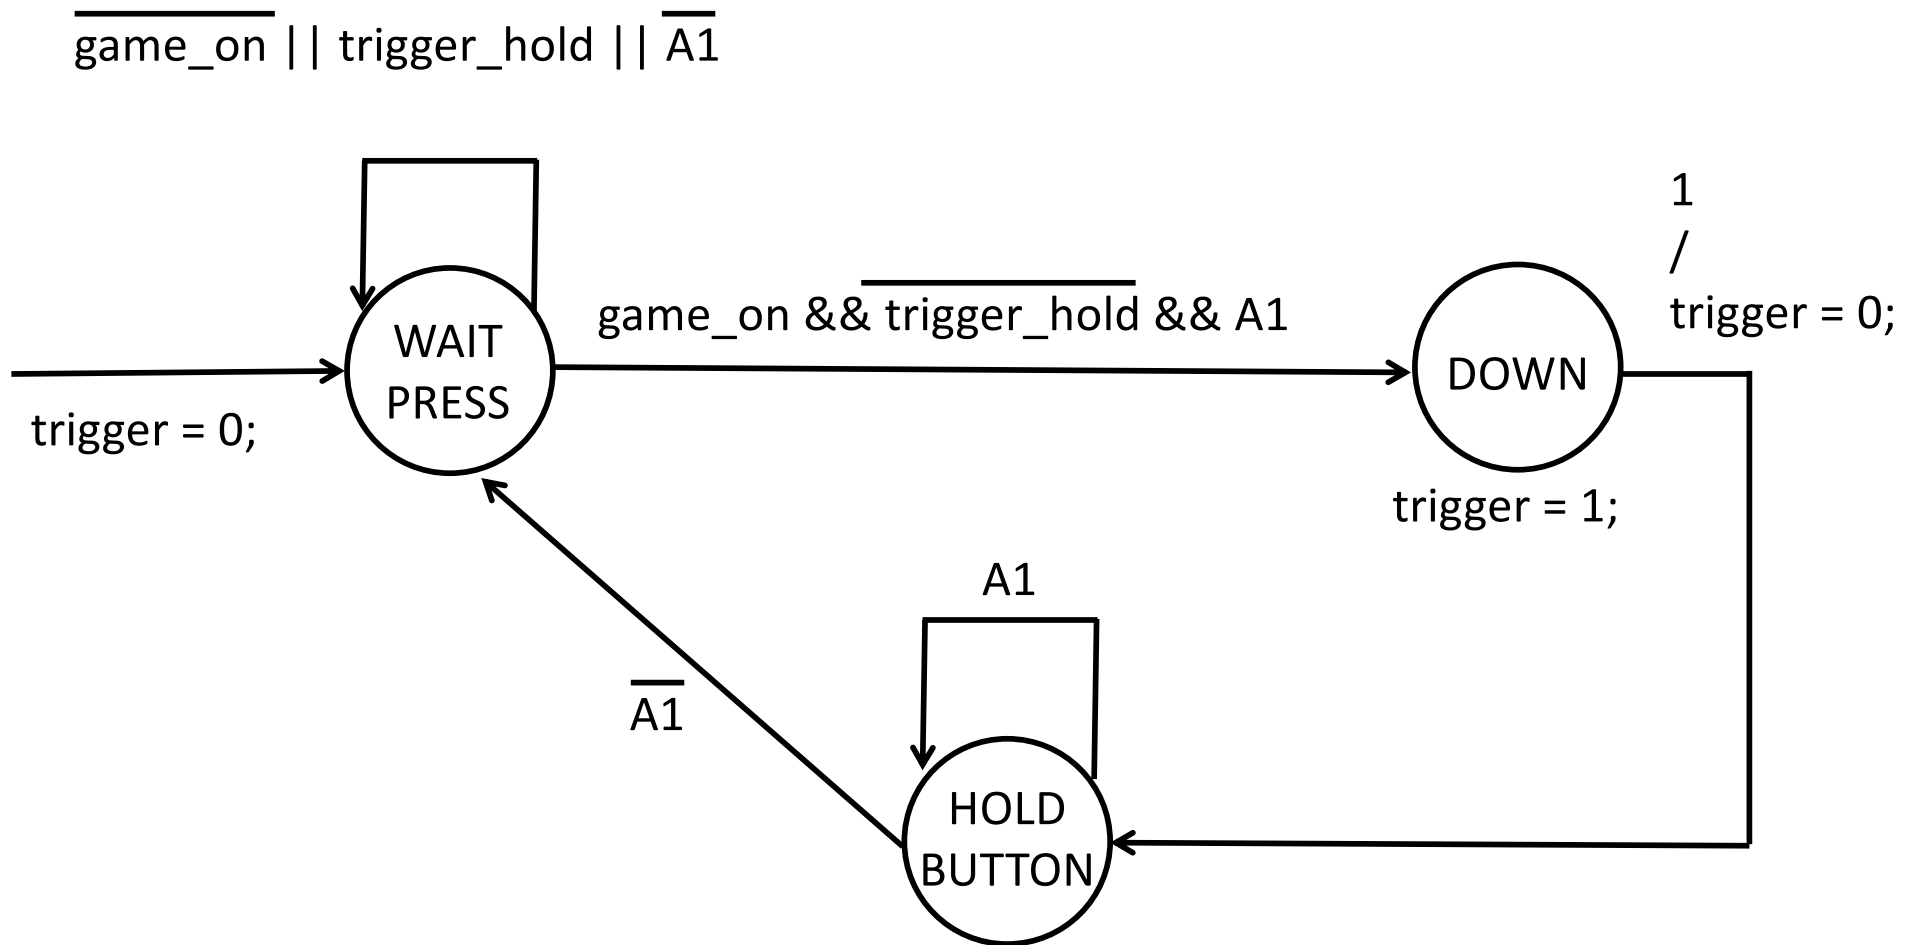 game_on || trigger_hold || A1
1
/
trigger = 0;
game_on && trigger_hold && A1
WAIT
PRESS
DOWN
trigger = 0;
trigger = 1;
A1
A1
HOLD
BUTTON